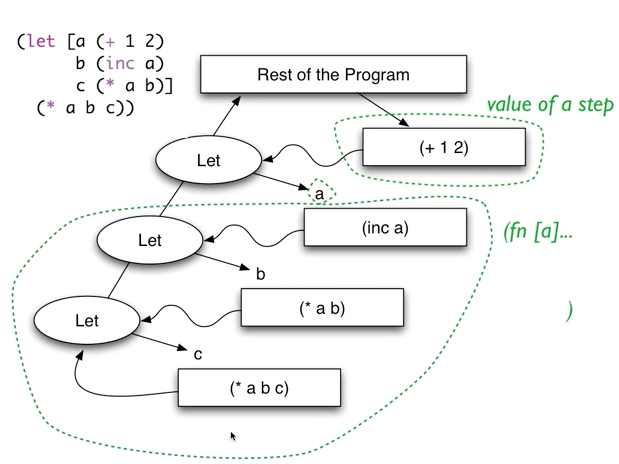 (let [a (+ 1 2)
b (inc a)
c (* a b)]
(* a b c))
Rest of the Program
value of a step
(+ 1 2)
Let
a
(inc a)
(fn [a]...
Let
b
(* a b)
)
Let
c
(* a b c)